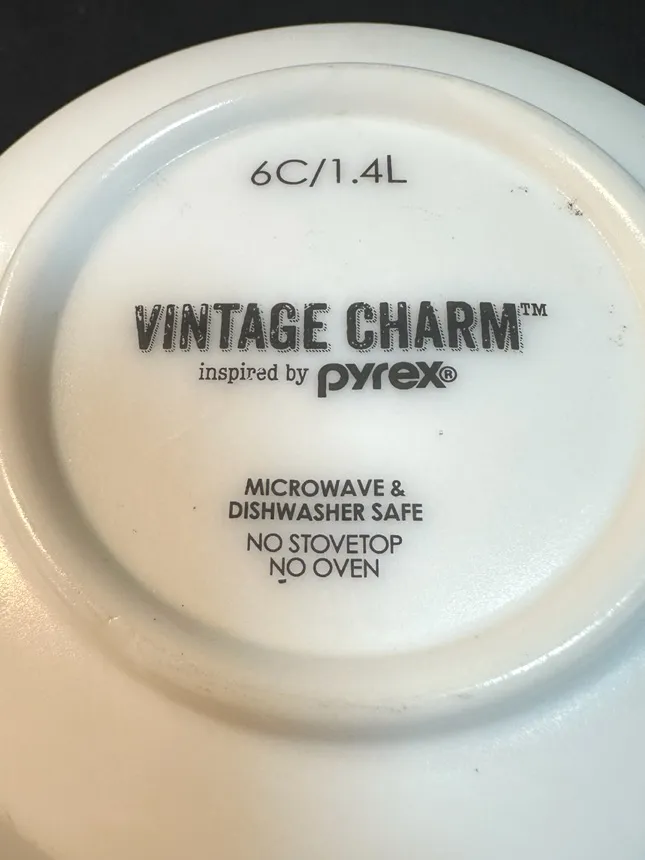 6C/1.4L
VINTAGE CHARM™
inspired by pyrex®
MICROWAVE &
DISHWASHER SAFE
NO STOVETOP
NO OVEN